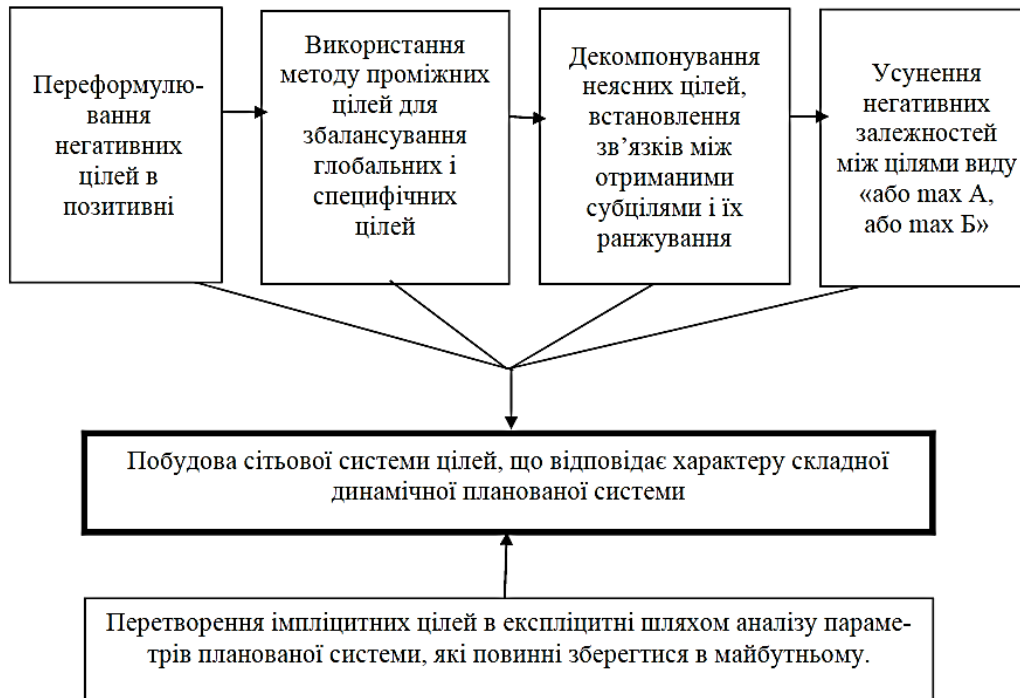 Переформулю-
вання
негативних
цілей в
позитивні
Використання
методу проміжних
цілей для
збалансування
глобальних і
специфічних
цілей
Декомпонування
неясних цілей,
встановлення
зв’язків між
отриманими
субцілями і їх
ранжування
Усунення
негативних
залежностей
між цілями виду
«або max А,
або max Б»
Побудова сітьової системи цілей, що відповідає характеру складної
динамічної планованої системи
Перетворення імпліцитних цілей в експліцитні шляхом аналізу параме-
трів планованої системи, які повинні зберегтися в майбутньому.